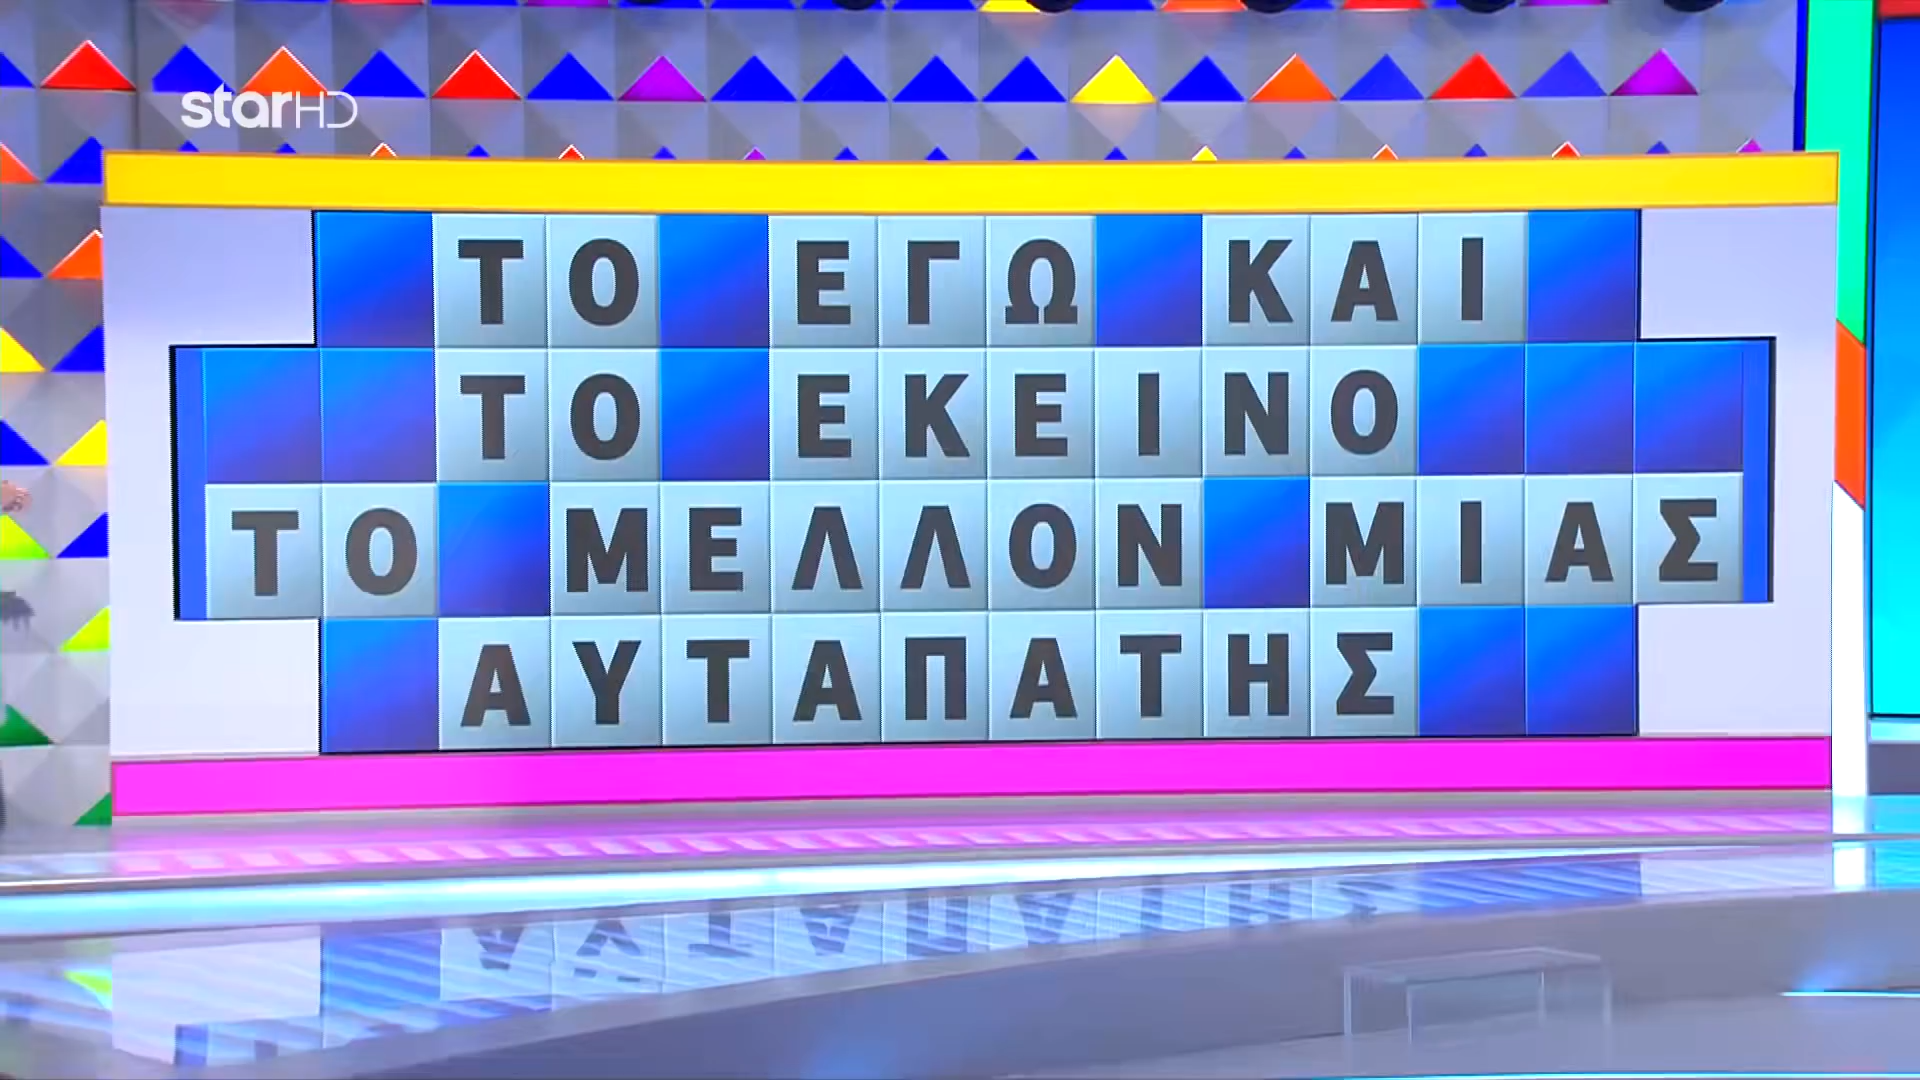 starHD
ΤΟ ΕΓΩ ΚΑΙ
ΤΟ ΕΚΕΙΝΟ
ΤΟ ΜΕΛΛΟΝ ΜΙΑΣ
ΑΥΤΑΠΑΤΗΣ